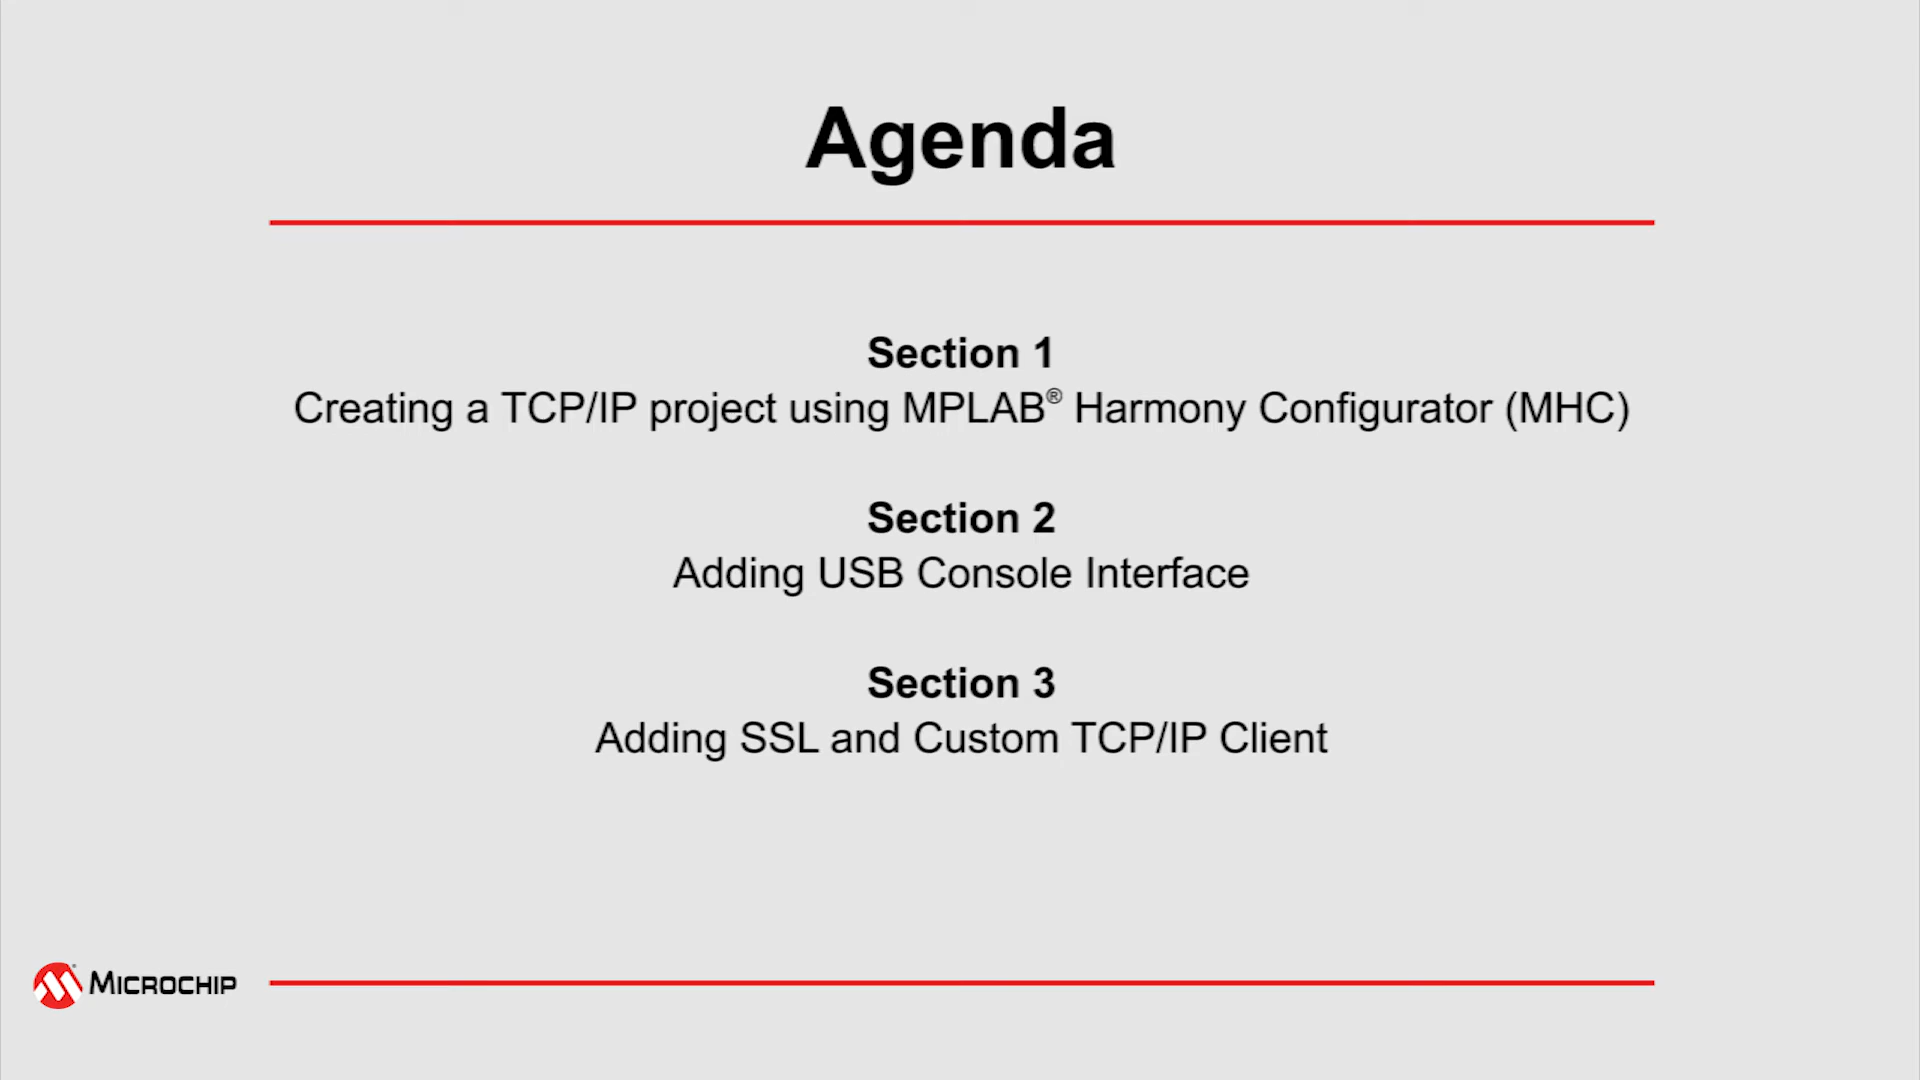 Agenda
Section 1
Creating a TCP/IP project using MPLAB® Harmony Configurator (MHC)
Section 2
Adding USB Console Interface
Section 3
Adding SSL and Custom TCP/IP Client
MICROCHIP